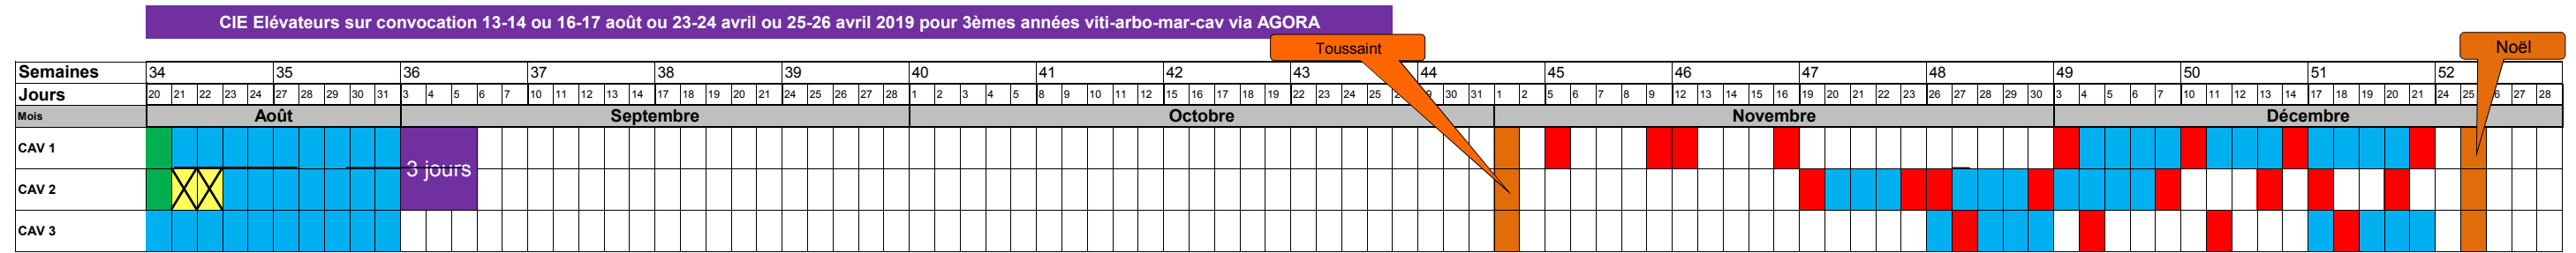 CIE Elévateurs sur convocation 13-14 ou 16-17 août ou 23-24 avril ou 25-26 avril 2019 pour 3èmes années viti-arbo-mar-cav via AGORA
Toussaint
Noël
Semaines 34 35 36 37 38 39 40 41 42 43 44 45 46 47 48 49 50 51 52
Jours 20 21 22 23 24 27 28 29 30 31 3 4 5 6 7 10 11 12 13 14 17 18 19 20 21 24 25 26 27 28 1 2 3 4 5 8 9 10 11 12 15 16 17 18 19 22 23 24 25 30 31 1 2 5 6 7 8 9 12 13 14 15 16 19 20 21 22 23 26 27 28 29 30 3 4 5 6 7 10 11 12 13 14 17 18 19 20 21 24 25 27 28
Mois Août Septembre Octobre Novembre Décembre
CAV 1
3 jours
CAV 2
CAV 3